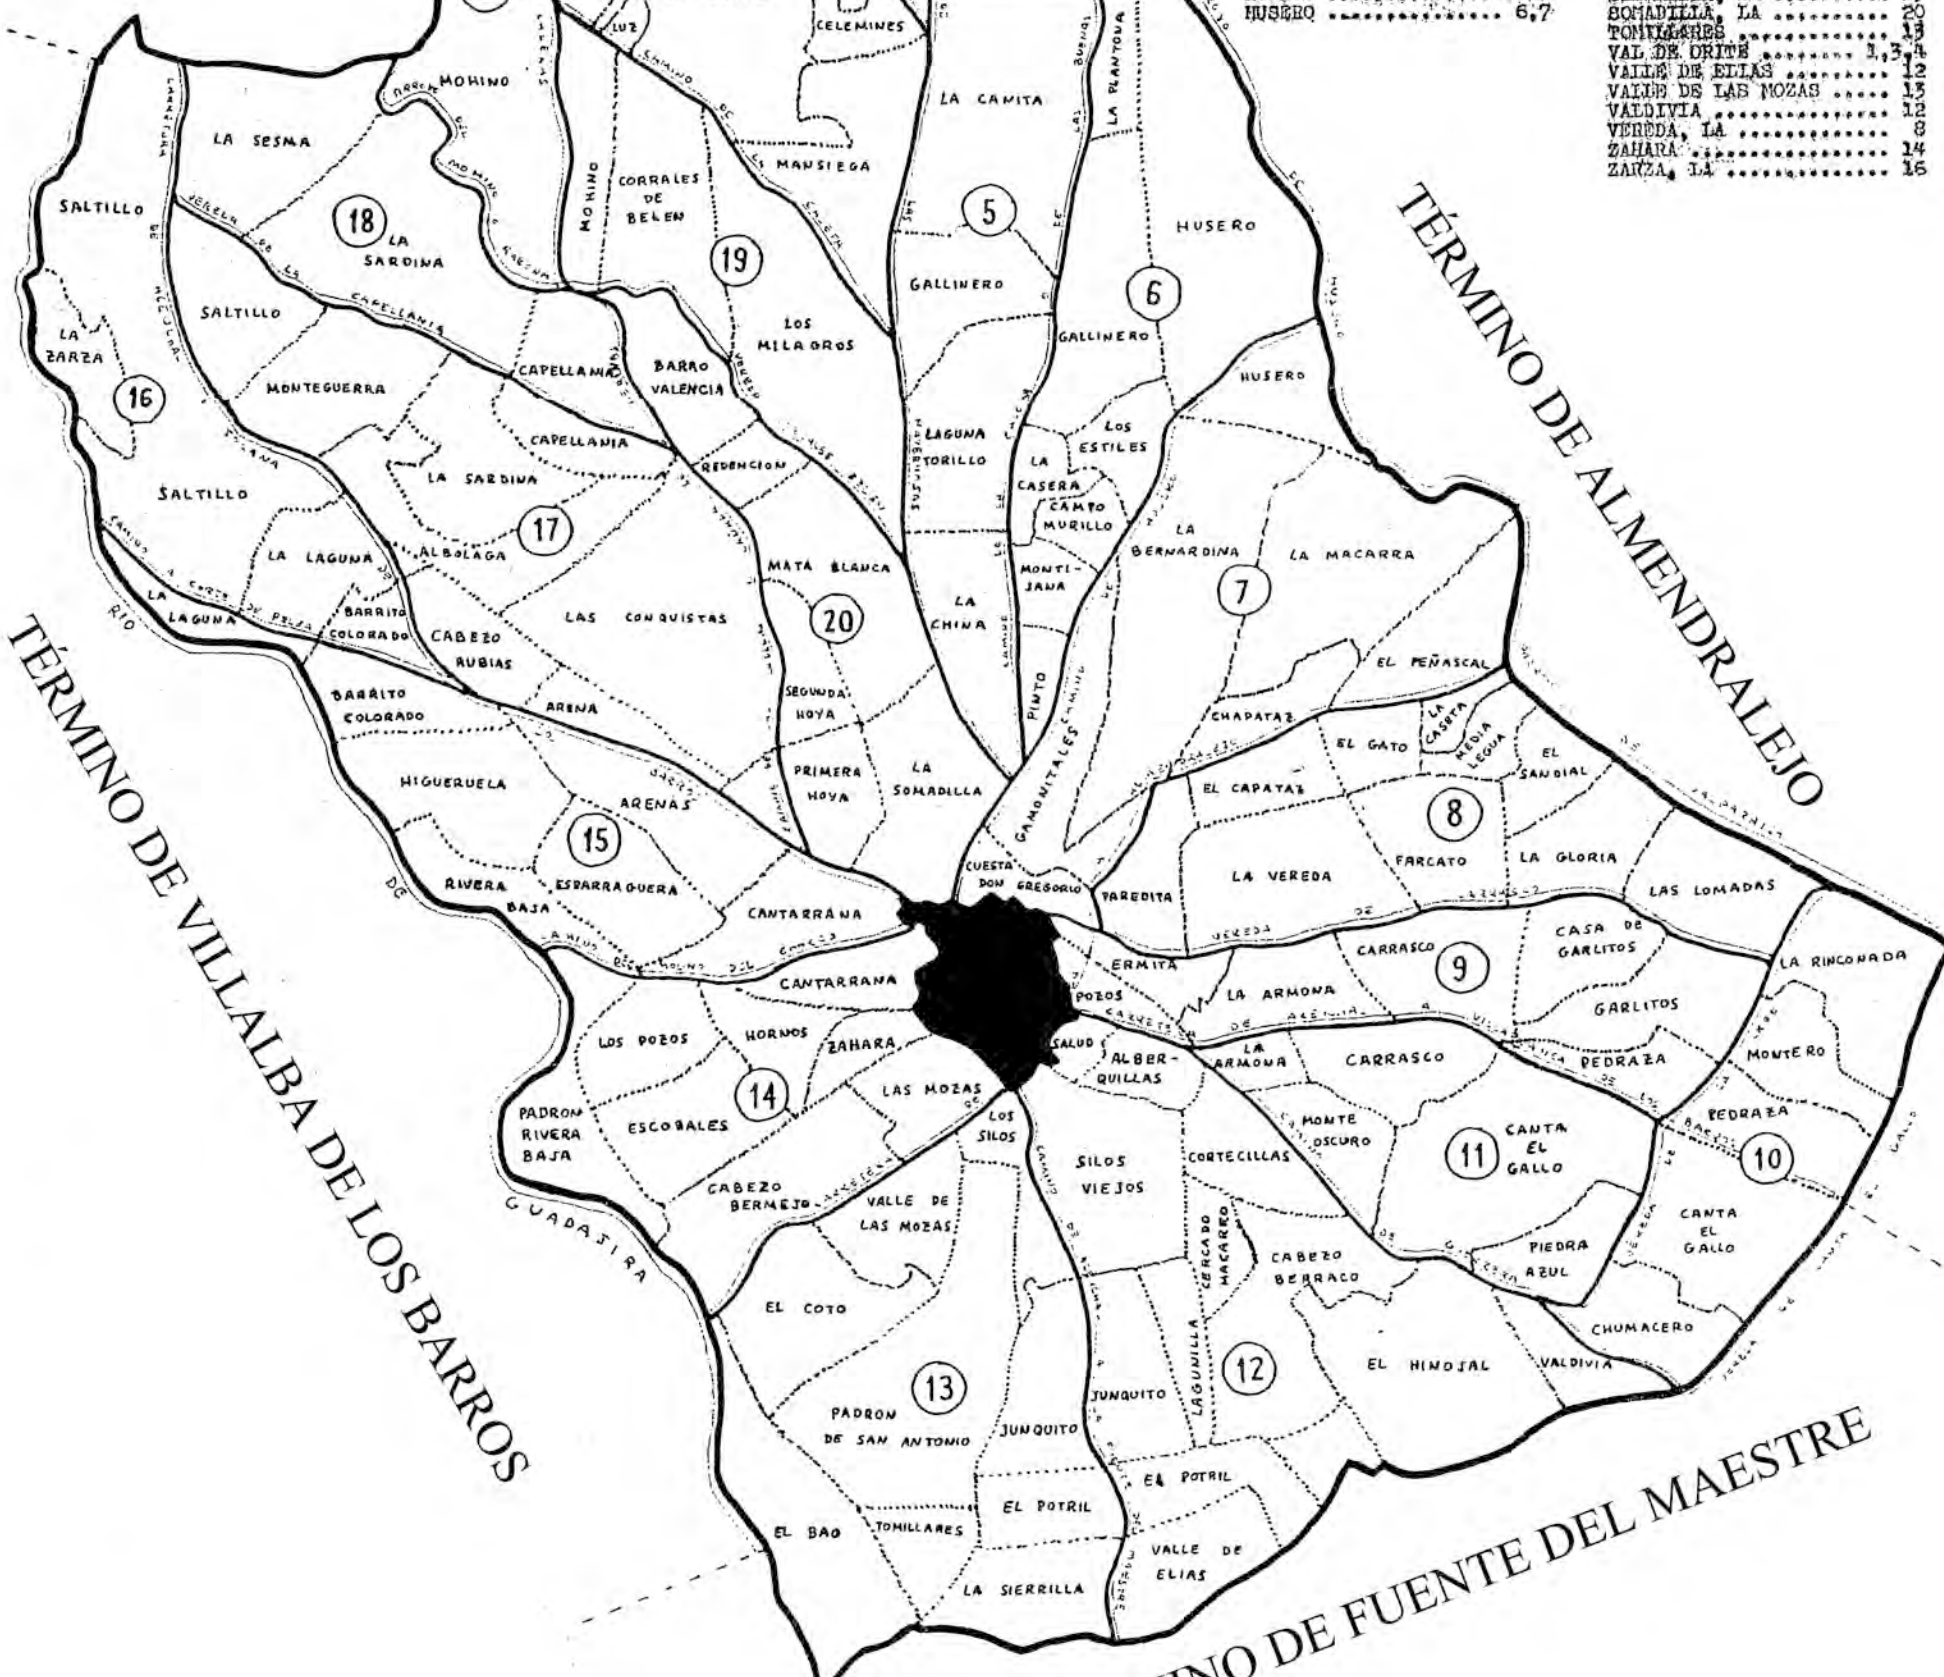 HUSERO .............. 6,7
SOMADILLA, LA .......... 20
TOMILLARES ............ 13
VAL DE ORITE ........ 1,3,4
VALLE DE ELIAS ......... 12
VALLE DE LAS MOZAS ..... 13
VALDIVIA .............. 12
VEREDA, LA ............. 8
ZAHARA ................ 14
ZARZA, LA ............. 16
TÉRMINO DE ALMENDRALEJO
TÉRMINO DE VILLALBA DE LOS BARROS
INO DE FUENTE DEL MAESTRE
LUZ
CELEMINES
MOHINO
LA CANITA
LA PLANTONA
LA SESMA
MANSIEGA
MOHINO
CORRALES
DE
BELEN
SALTILLO
18
LA
SARDINA
5
HUSERO
19
GALLINERO
6
SALTILLO
CAPELLANIA
LOS
MILAGROS
GALLINERO
LA
ZARZA
16
MONTEGUERRA
CAPELLANIA
BARRO
VALENCIA
HUSERO
CAPELLANIA
REDENCION
LAGUNA
TORILLO
LOS
ESTILES
LA
CASERA
LA SARDINA
SALTILLO
17
CAMPO
MURILLO
LA
BERNARDINA
LA MACARRA
LA LAGUNA
ALBOLAGA
MATA BLANCA
MONTI-
JANA
7
LA
LAGUNA
BARRITO
COLORADO
CABEZO
RUBIAS
LAS CONQUISTAS
20
LA
CHINA
RIO
EL PEÑASCAL
BARRITO
COLORADO
ARENA
SEGUNDA
HOYA
PINTO
CHAPATAZ
LA
CASETA
MEDIA
LEGUA
EL GATO
EL
SANDIAL
HIGUERUELA
ARENAS
PRIMERA
HOYA
LA
SOMADILLA
GAMONITALES
EL CAPATAZ
8
15
CUESTA
DON GREGORIO
LA VEREDA
FARCATO
LA GLORIA
RIVERA
BAJA
ESPARRAGUERA
CANTARRANA
PAREDITA
LAS LOMADAS
DE
VEREDA DE
CARRASCO
CASA DE
GARLITOS
CANTARRANA
ERMITA
9
LA RINCONADA
POZOS
LA ARMONA
GARLITOS
LOS POZOS
HORNOS
ZAHARA
SALUD
ALBER-
QUILLAS
LA
ARMONA
CARRASCO
PEDRAZA
MONTERO
LAS MOZAS
14
PADRON
RIVERA
BAJA
ESCOBALES
LOS
SILOS
MONTE
OSCURO
CANTA
EL
GALLO
11
PEDRAZA
10
SILOS
VIEJOS
CORTECILLAS
CABEZO
BERMEJO
VALLE DE
LAS MOZAS
CERCADO
MACARRO
CANTA
EL
GALLO
GUADAJIRA
CABEZO
BERRACO
PIEDRA
AZUL
EL COTO
CHUMACERO
LAGUNILLA
12
EL HINOJAL
VALDIVIA
13
JUNQUITO
PADRON
DE SAN ANTONIO
JUNQUITO
EL POTRIL
EL POTRIL
EL BAO
TOMILLARES
VALLE DE
ELIAS
LA SIERRILLA